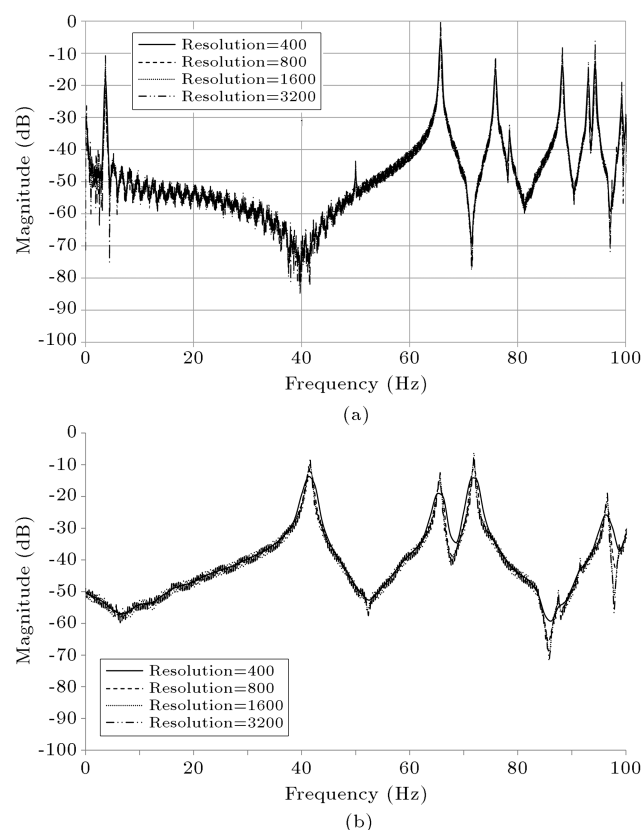 0
-10
-20
-30
-40
-50
-60
-70
-80
-90
-100
Magnitude (dB)
Resolution=400
Resolution=800
Resolution=1600
Resolution=3200
0 20 40 60 80 100
Frequency (Hz)
(a)
0
-10
-20
-30
-40
-50
-60
-70
-80
-90
-100
Magnitude (dB)
Resolution=400
Resolution=800
Resolution=1600
Resolution=3200
0 20 40 60 80 100
Frequency (Hz)
(b)